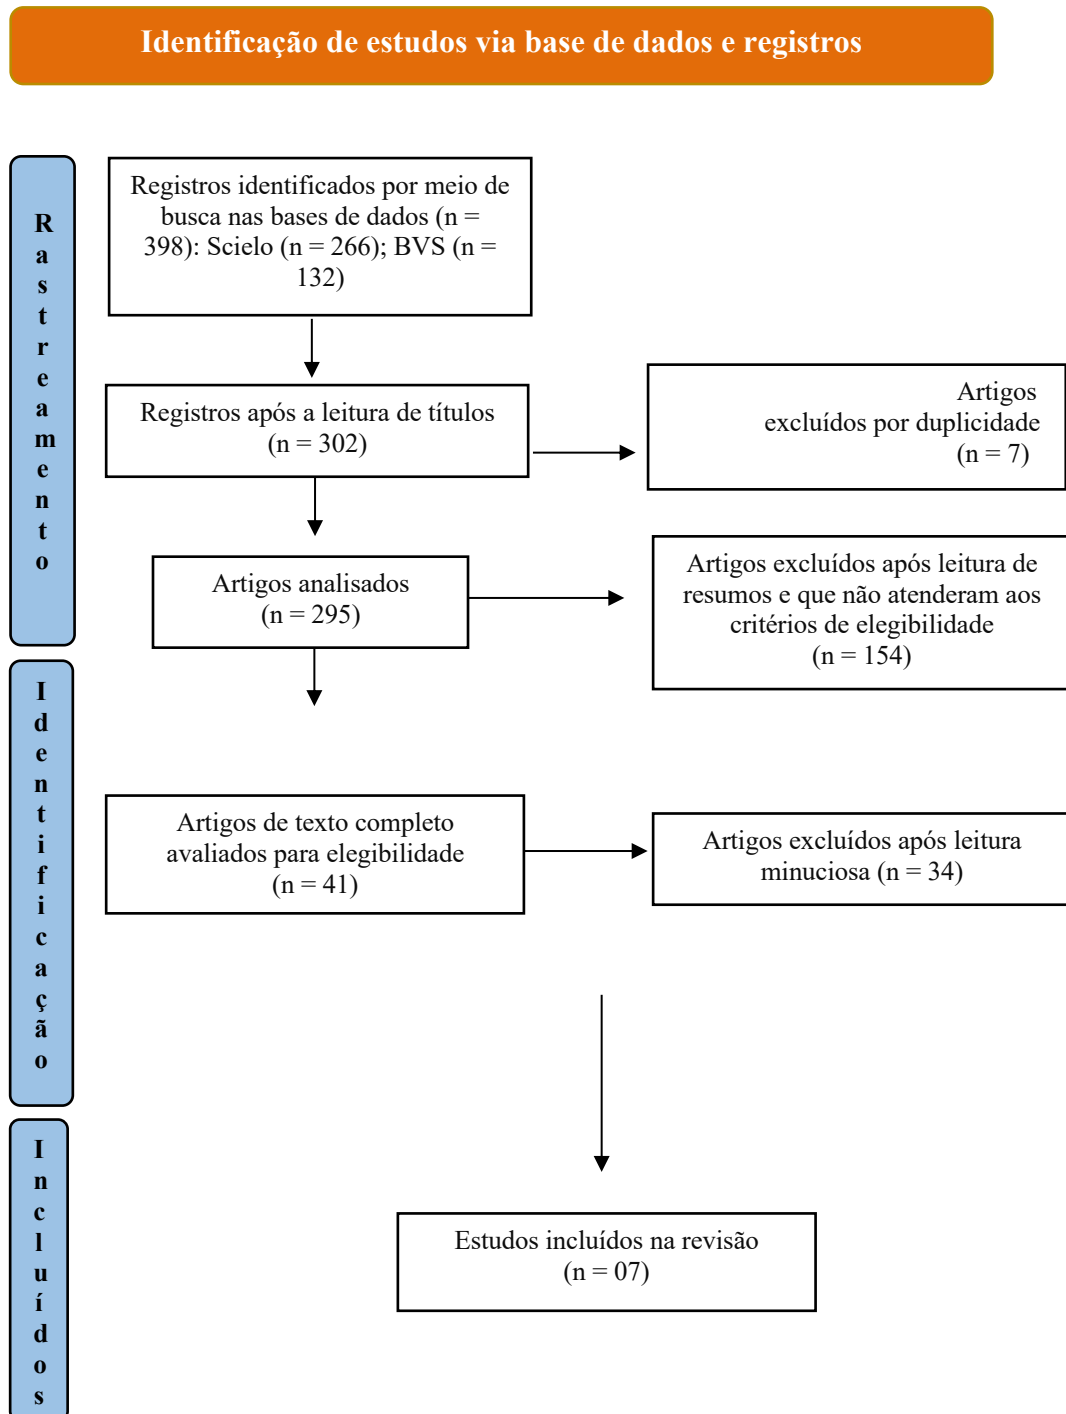 Identificação de estudos via base de dados e registros
Rastreamento
Registros identificados por meio de
busca nas bases de dados (n =
398): Scielo (n = 266); BVS (n =
132)
Registros após a leitura de títulos
(n = 302)
Artigos
excluídos por duplicidade
(n = 7)
Artigos analisados
(n = 295)
Artigos excluídos após leitura de
resumos e que não atenderam aos
critérios de elegibilidade
(n = 154)
Identificação
Artigos de texto completo
avaliados para elegibilidade
(n = 41)
Artigos excluídos após leitura
minuciosa (n = 34)
Incluídos
Estudos incluídos na revisão
(n = 07)